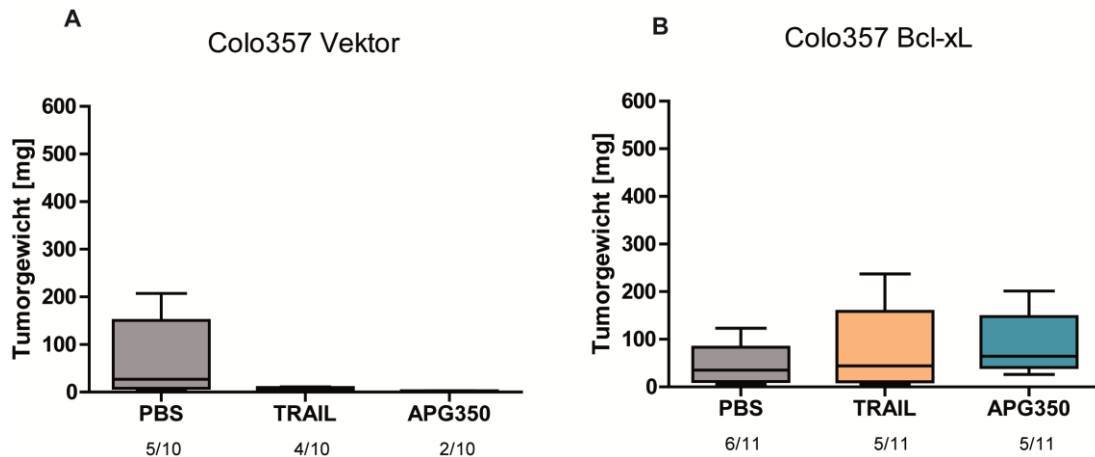 A
Colo357 Vektor
Tumorgewicht [mg]
600
500
400
300
200
100
0
PBS
TRAIL
APG350
5/10
4/10
2/10
B
Colo357 Bcl-xL
Tumorgewicht [mg]
600
500
400
300
200
100
0
PBS
TRAIL
APG350
6/11
5/11
5/11